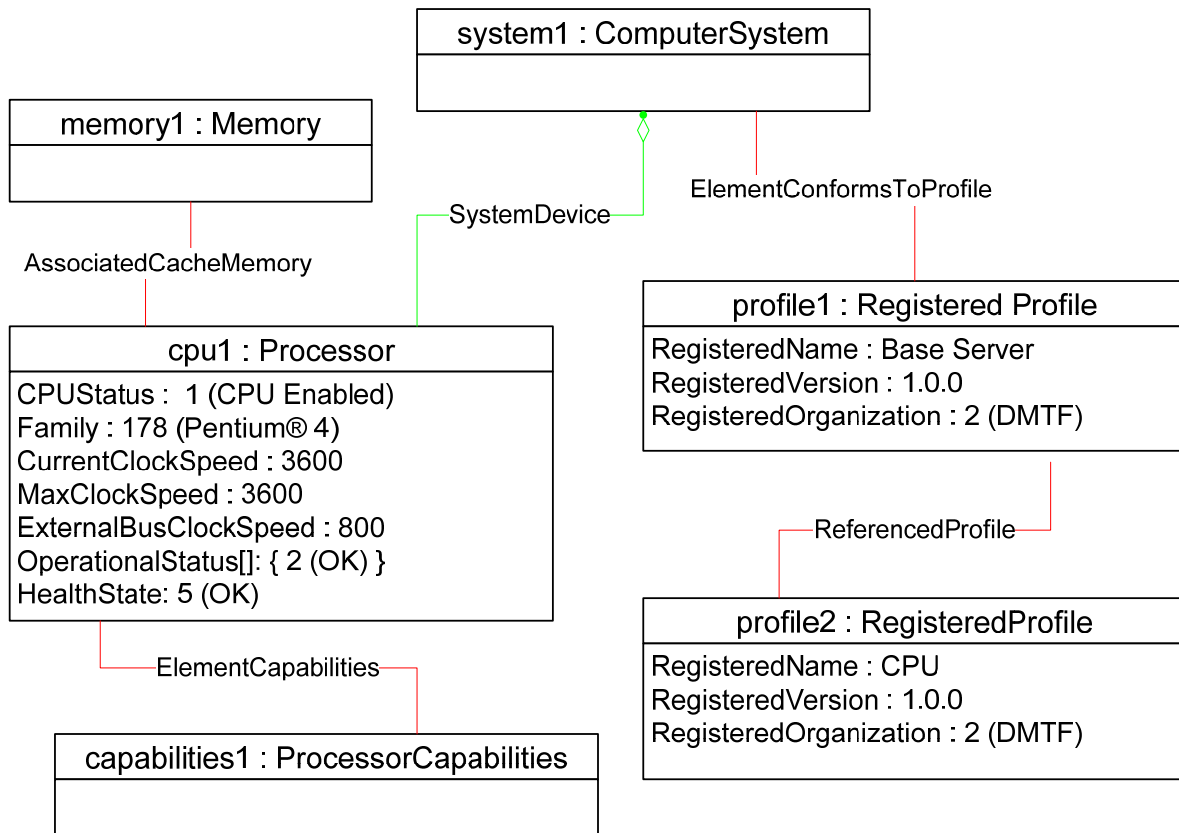 system1 : ComputerSystem
memory1 : Memory
ElementConformsToProfile
SystemDevice
AssociatedCacheMemory
profile1 : Registered Profile
RegisteredName : Base Server
RegisteredVersion : 1.0.0
RegisteredOrganization : 2 (DMTF)
cpu1 : Processor
CPUStatus :  1 (CPU Enabled)
Family : 178 (Pentium® 4)
CurrentClockSpeed : 3600
MaxClockSpeed : 3600
ExternalBusClockSpeed : 800
OperationalStatus[]: { 2 (OK) }
HealthState: 5 (OK)
ReferencedProfile
profile2 : RegisteredProfile
RegisteredName : CPU
RegisteredVersion : 1.0.0
RegisteredOrganization : 2 (DMTF)
ElementCapabilities
capabilities1 : ProcessorCapabilities